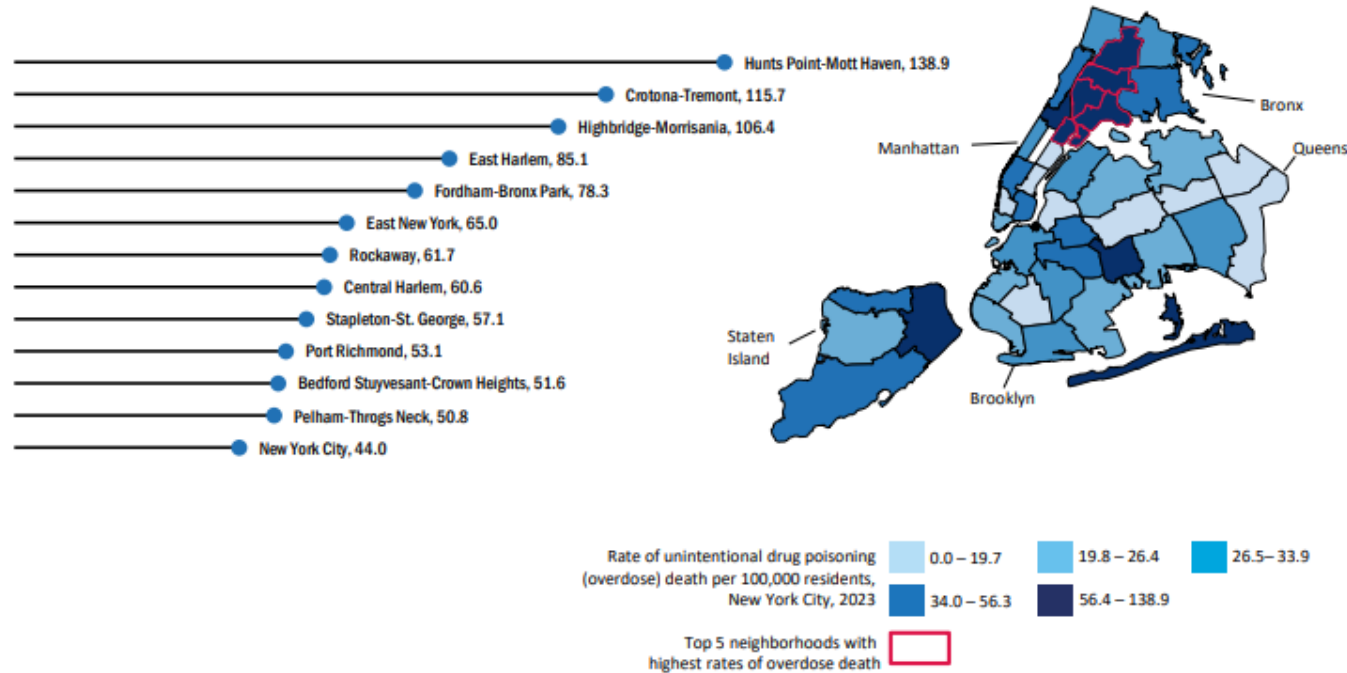 Hunts Point-Mott Haven, 138.9
Crotona-Tremont, 115.7
Highbridge-Morrisania, 106.4
East Harlem, 85.1
Fordham-Bronx Park, 78.3
East New York, 65.0
Rockaway, 61.7
Central Harlem, 60.6
Stapleton-St. George, 57.1
Port Richmond, 53.1
Bedford Stuyvesant-Crown Heights, 51.6
Pelham-Throgs Neck, 50.8
New York City, 44.0
Bronx
Manhattan
Queens
Staten
Island
Brooklyn
Rate of unintentional drug poisoning
(overdose) death per 100,000 residents,
New York City, 2023
0.0 – 19.7
19.8 – 26.4
26.5– 33.9
34.0 – 56.3
56.4 – 138.9
Top 5 neighborhoods with
highest rates of overdose death